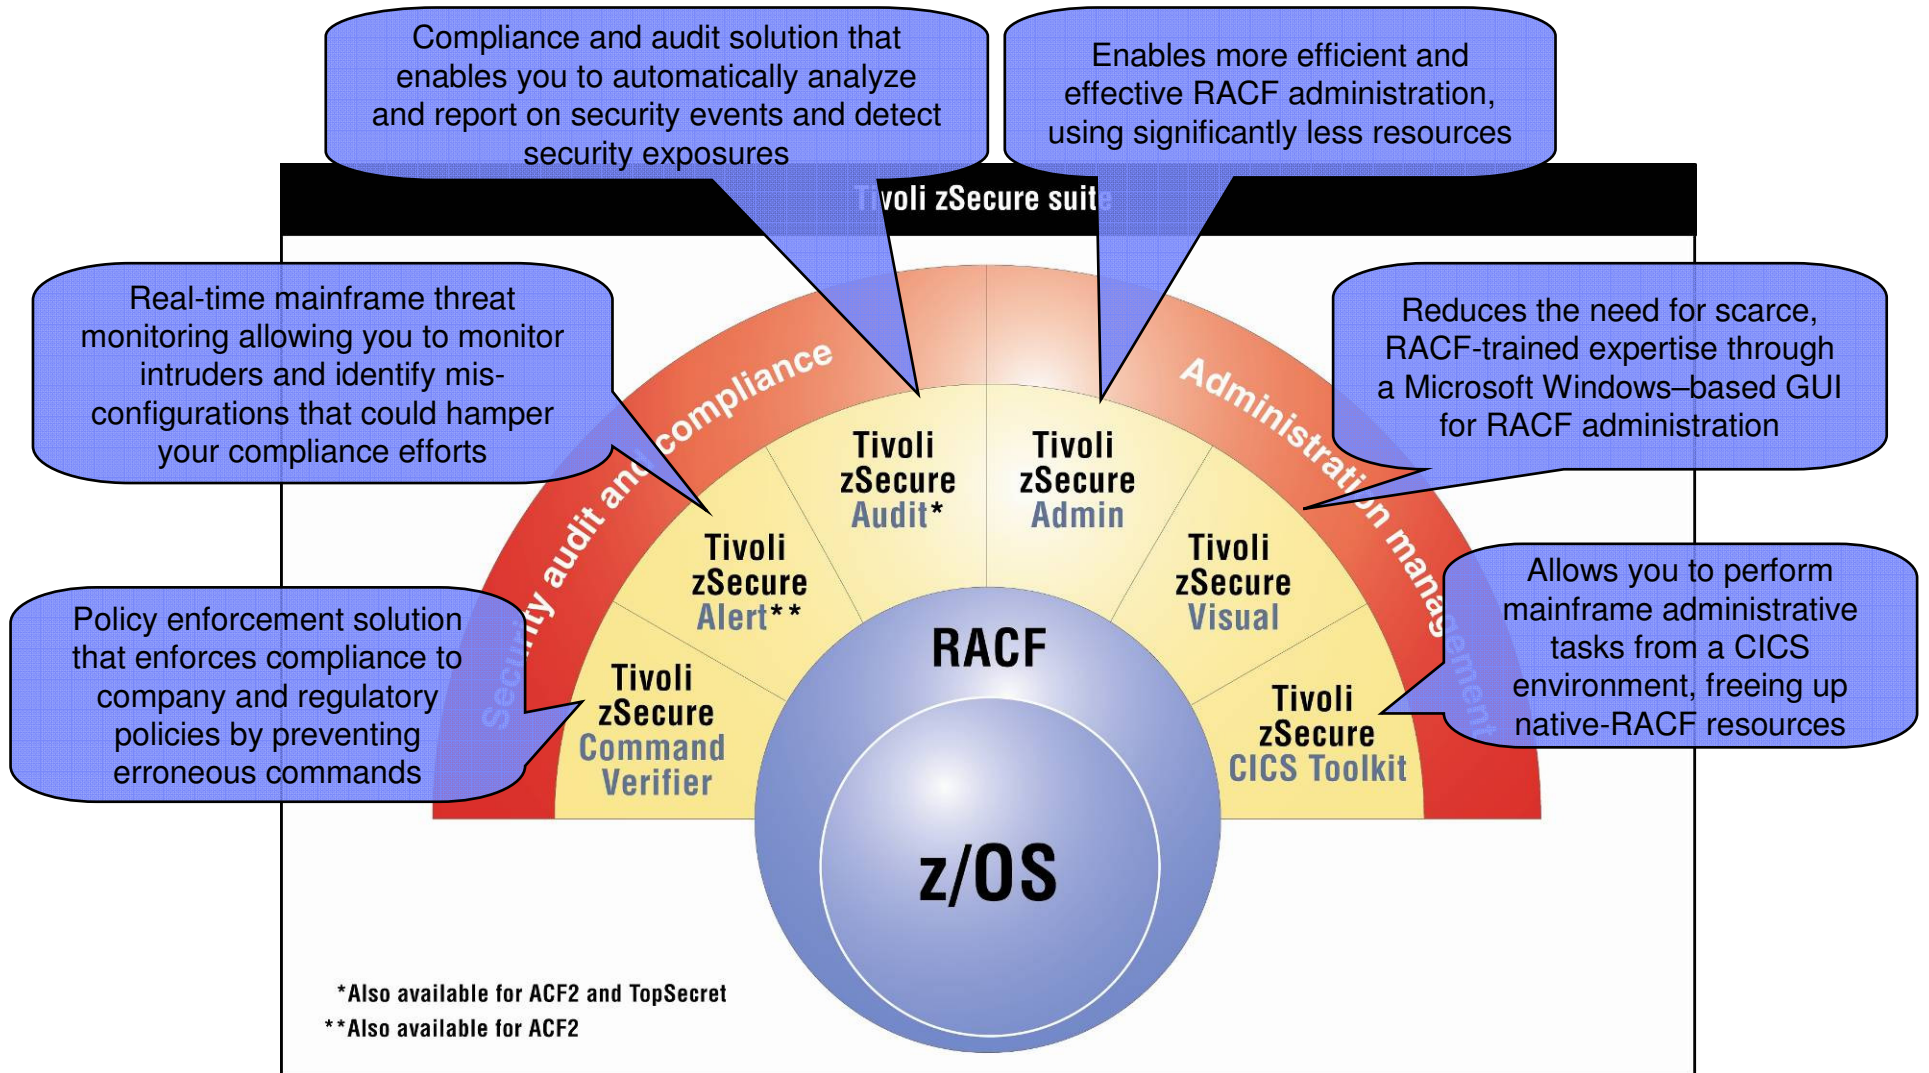 Compliance and audit solution that
enables you to automatically analyze
and report on security events and detect
security exposures
Enables more efficient and
effective RACF administration,
using significantly less resources
Tivoli zSecure suite
Real-time mainframe threat
monitoring allowing you to monitor
intruders and identify mis-
configurations that could hamper
your compliance efforts
Reduces the need for scarce,
RACF-trained expertise through
a Microsoft Windows–based GUI
for RACF administration
Policy enforcement solution
that enforces compliance to
company and regulatory
policies by preventing
erroneous commands
Allows you to perform
mainframe administrative
tasks from a CICS
environment, freeing up
native-RACF resources
Security audit and compliance
Administration management
Tivoli
zSecure
Command
Verifier
Tivoli
zSecure
Alert**
Tivoli
zSecure
Audit*
Tivoli
zSecure
Admin
Tivoli
zSecure
Visual
Tivoli
zSecure
CICS Toolkit
RACF
z/OS
*Also available for ACF2 and TopSecret
**Also available for ACF2